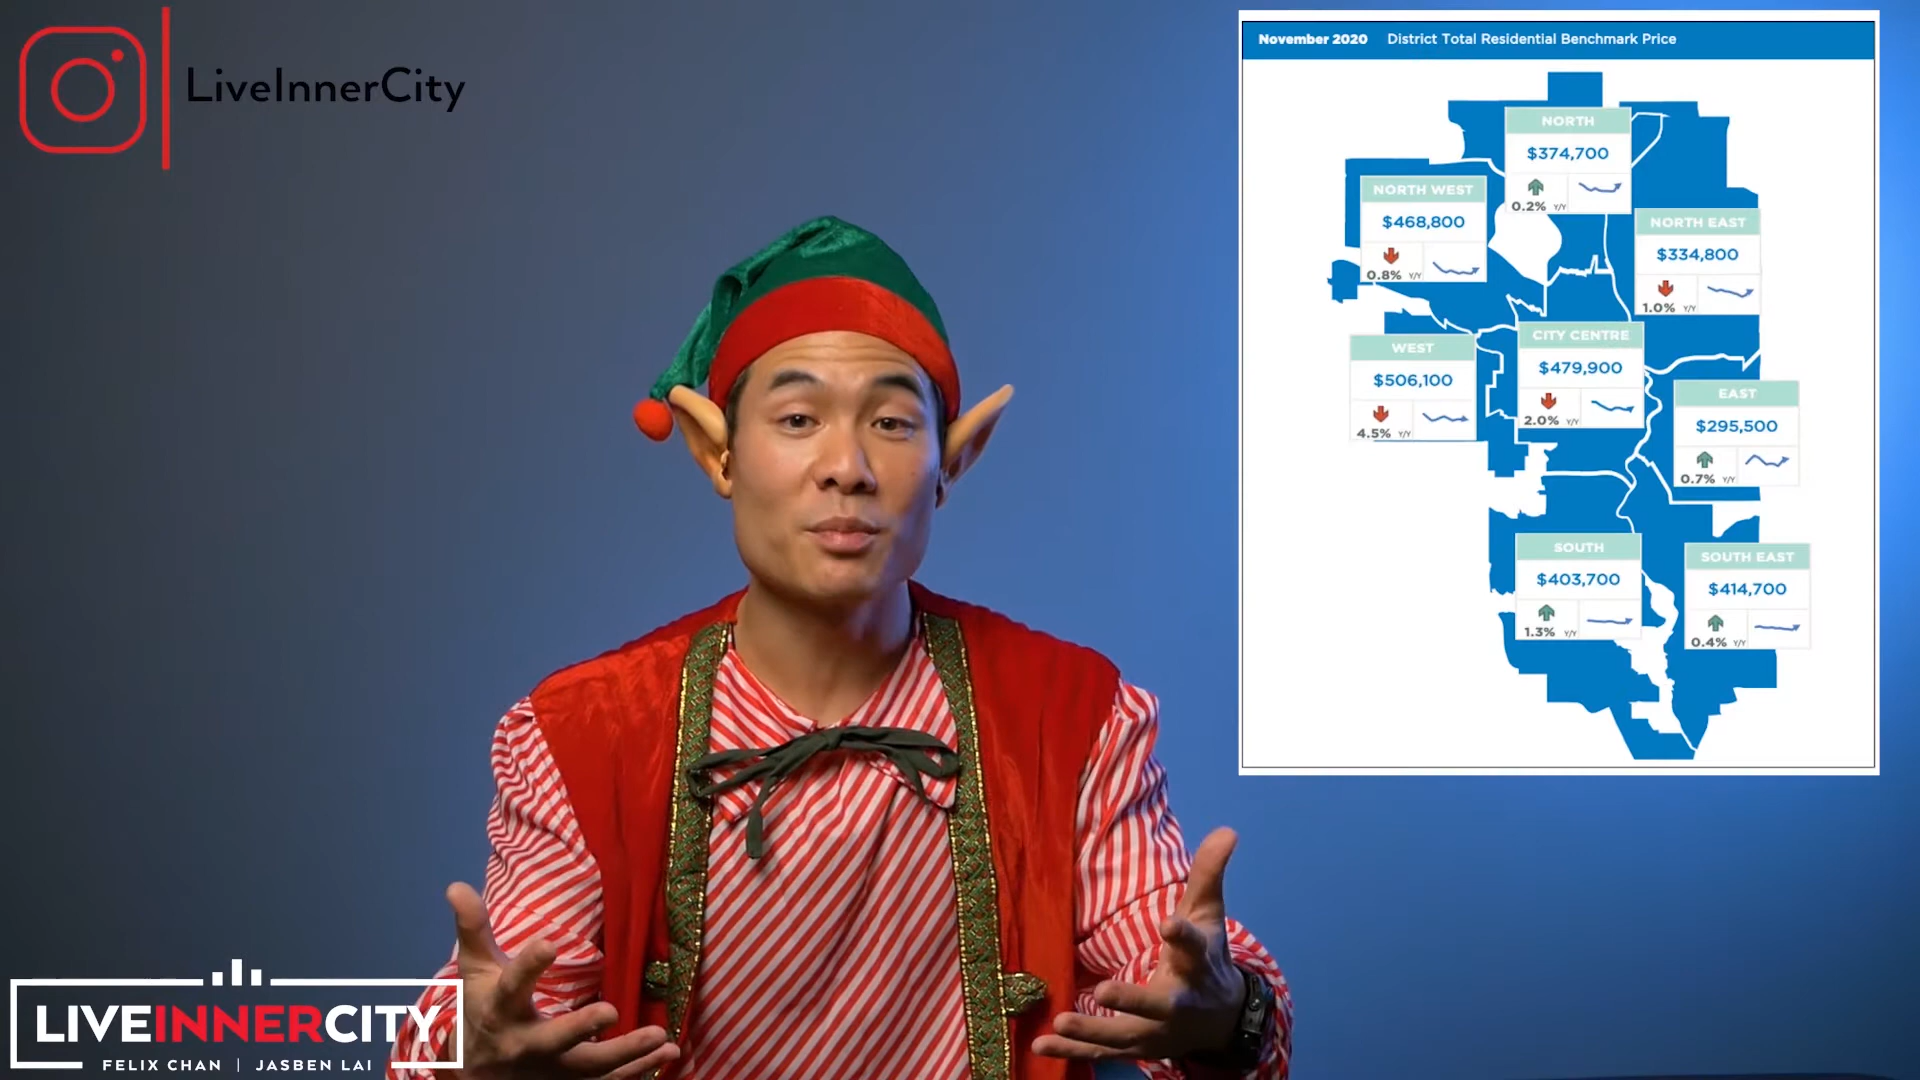 LiveInnerCity
November 2020 District Total Residential Benchmark Price
NORTH
$374,700
0.2% Y/Y
NORTH WEST
$468,800
0.8% Y/Y
NORTH EAST
$334,800
1.0% Y/Y
WEST
$506,100
4.5% Y/Y
CITY CENTRE
$479,900
2.0% Y/Y
EAST
$295,500
0.7% Y/Y
SOUTH
$403,700
1.3% Y/Y
SOUTH EAST
$414,700
0.4% Y/Y
LIVEINNERCITY
FELIX CHAN | JASBEN LAI